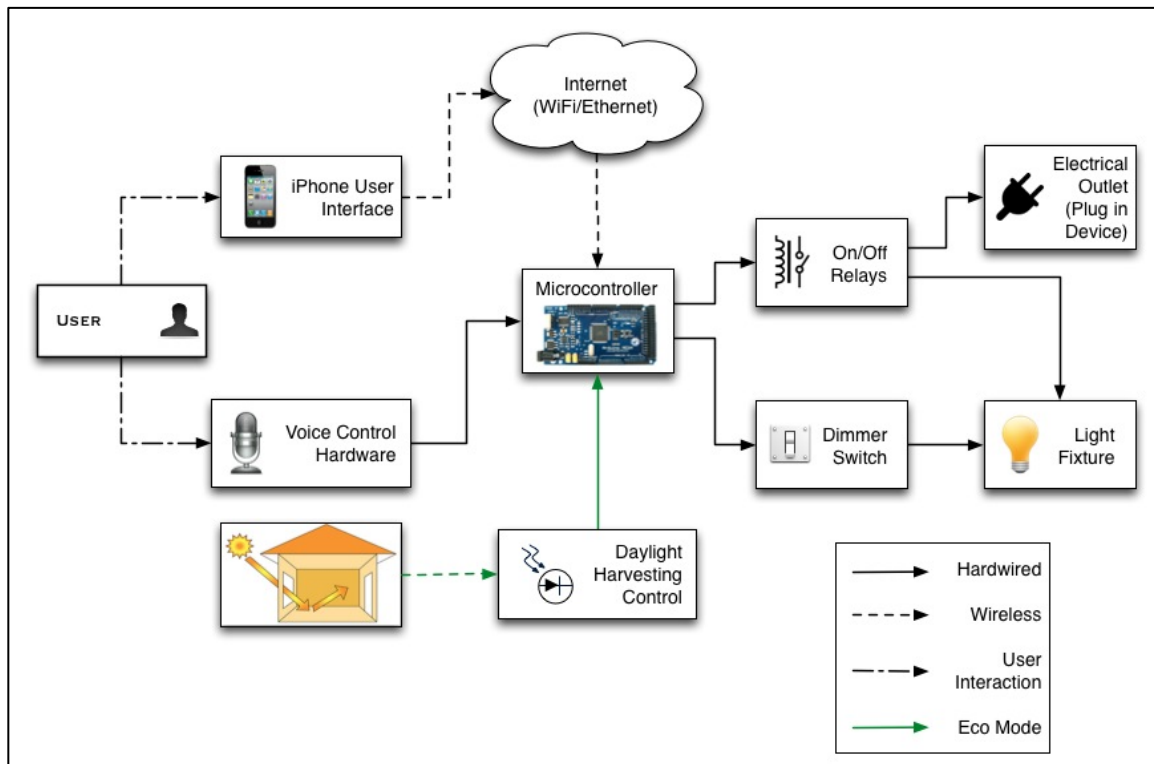 Internet
(WiFi/Ethernet)
iPhone User
Interface
Electrical
Outlet
(Plug in
Device)
On/Off
Relays
Microcontroller
USER
Voice Control
Hardware
Dimmer
Switch
Light
Fixture
Daylight
Harvesting
Control
Hardwired
Wireless
User
Interaction
Eco Mode